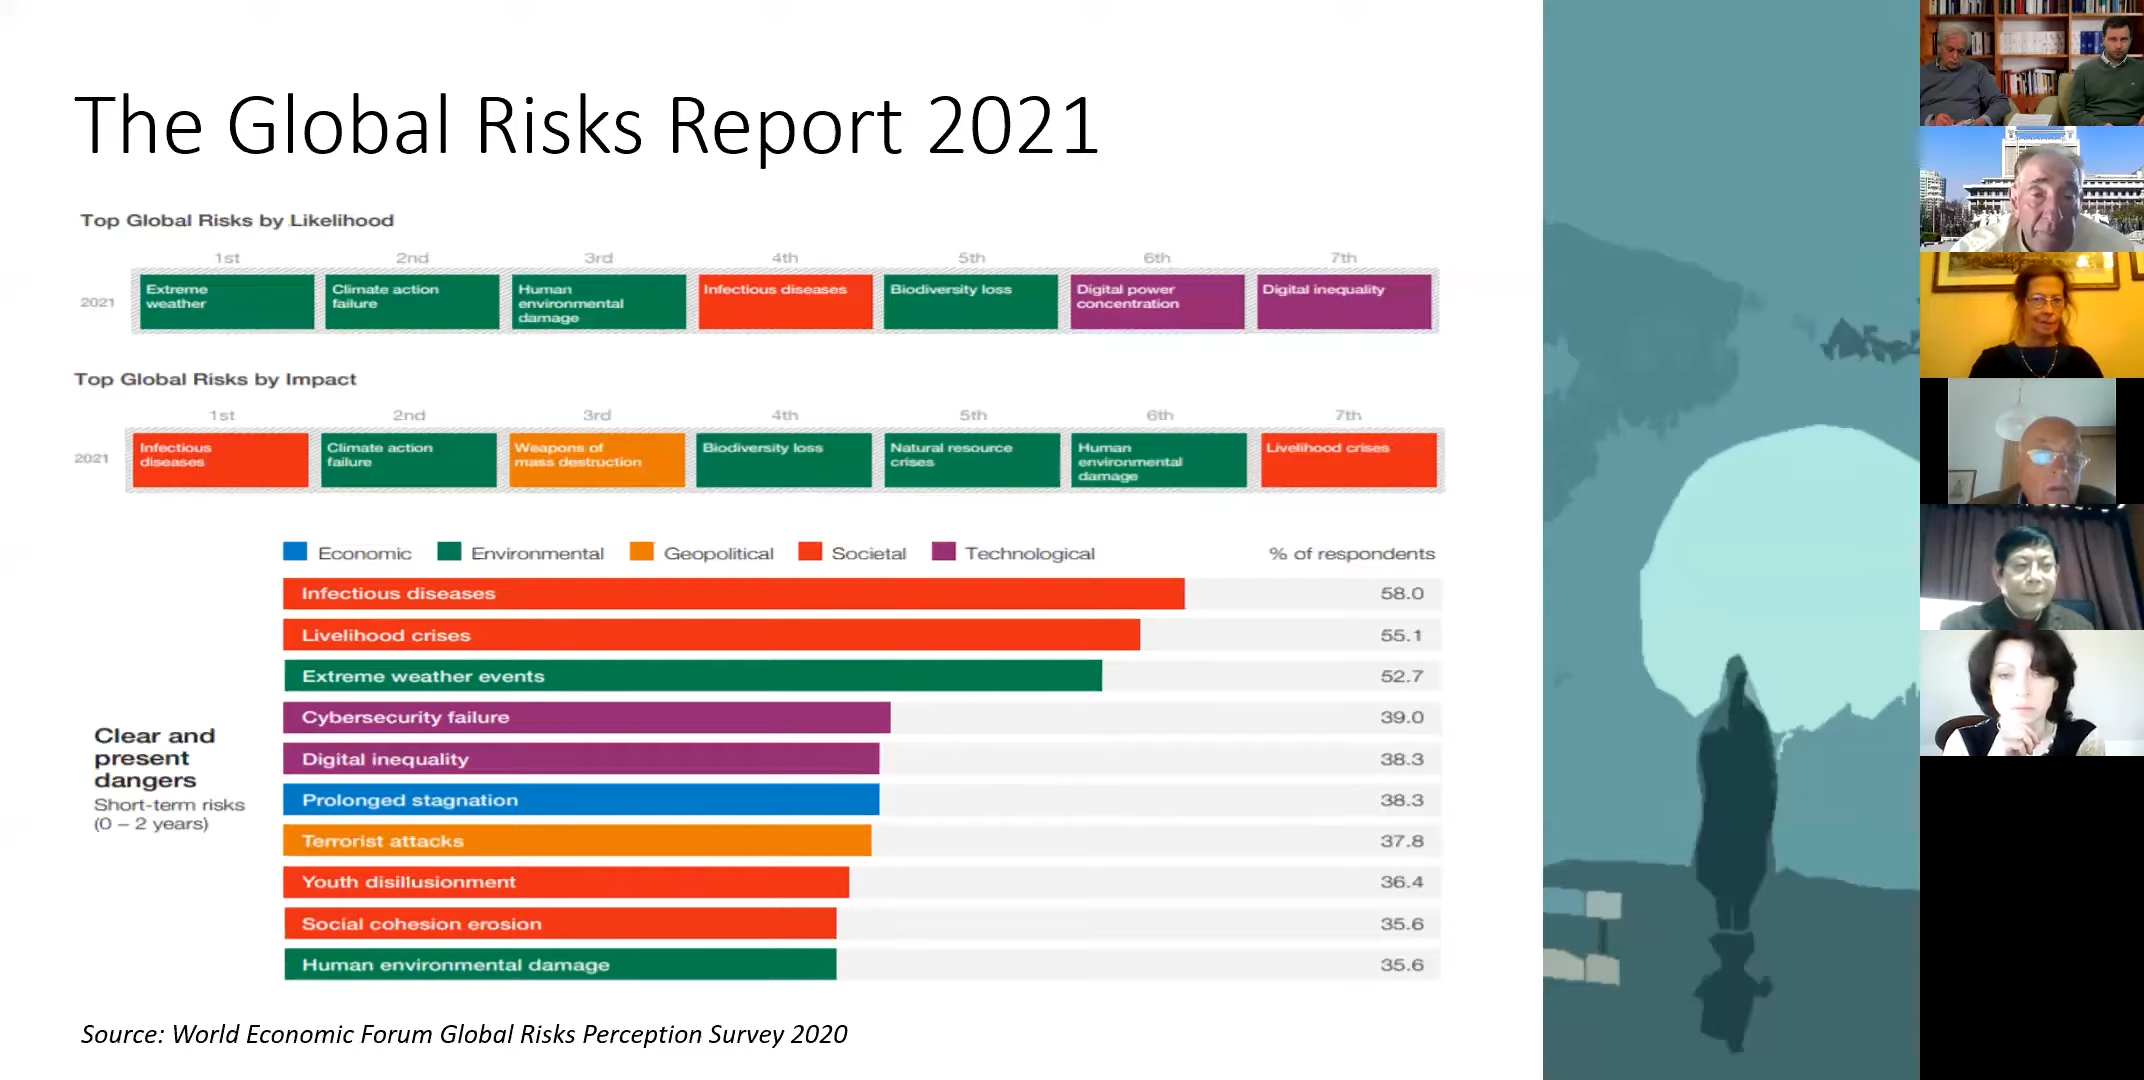 The Global Risks Report 2021
Top Global Risks by Likelihood
1st 2nd 3rd 4th 5th 6th 7th
2021
Extreme
weather
Climate action
failure
Human
environmental
damage
Infectious diseases
Biodiversity loss
Digital power
concentration
Digital inequality
Top Global Risks by Impact
1st 2nd 3rd 4th 5th 6th 7th
2021
Infectious
diseases
Climate action
failure
Weapons of
mass destruction
Biodiversity loss
Natural resource
crises
Human
environmental
damage
Livelihood crises
Economic Environmental Geopolitical Societal Technological % of respondents
Clear and
present
dangers
Short-term risks
(0 – 2 years)
Infectious diseases 58.0
Livelihood crises 55.1
Extreme weather events 52.7
Cybersecurity failure 39.0
Digital inequality 38.3
Prolonged stagnation 38.3
Terrorist attacks 37.8
Youth disillusionment 36.4
Social cohesion erosion 35.6
Human environmental damage 35.6
Source: World Economic Forum Global Risks Perception Survey 2020